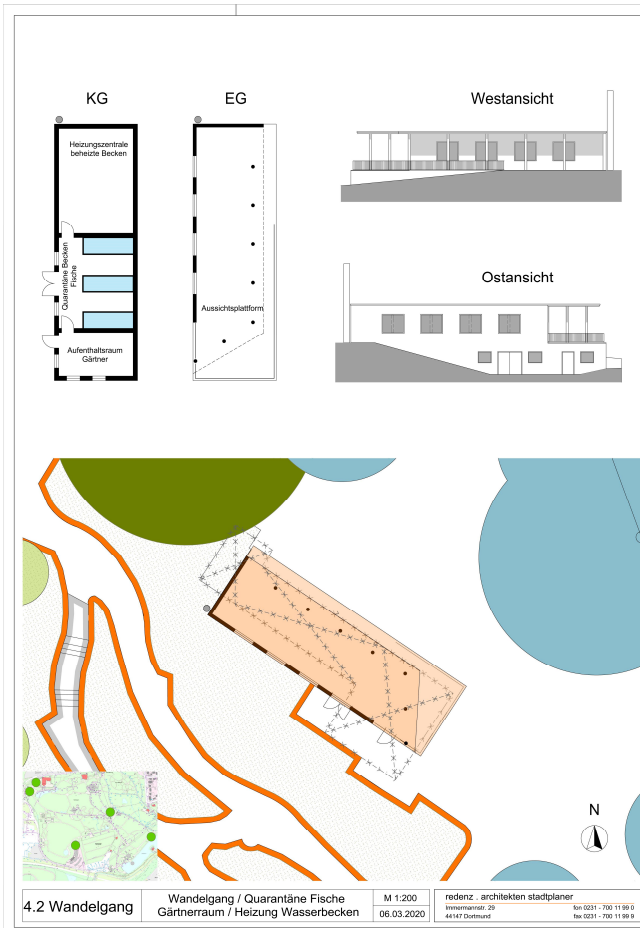 KG
EG
Westansicht
Heizungszentrale
beheizte Becken
Quarantäne Becken
Fische
Aussichtsplattform
Aufenthaltsraum
Gärtner
Ostansicht
N
4.2 Wandelgang
Wandelgang / Quarantäne Fische
Gärtnerraum / Heizung Wasserbecken
M 1:200
06.03.2020
redenz . architekten stadtplaner
Immermannstr. 29
fon 0231 - 700 11 99 0
44147 Dortmund
fax 0231 - 700 11 99 9